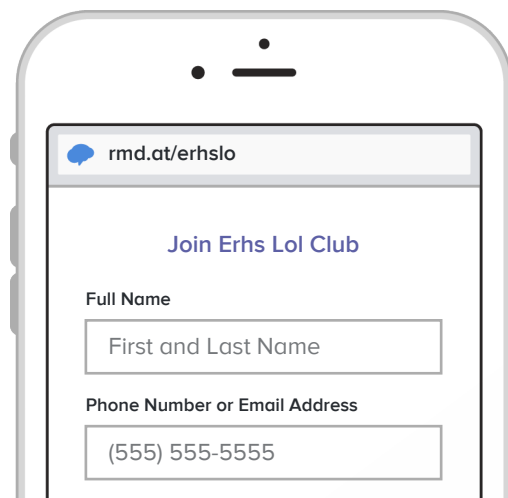 rmd.at/erhslo
Join Erhs Lol Club
Full Name
First and Last Name
Phone Number or Email Address
(555) 555-5555